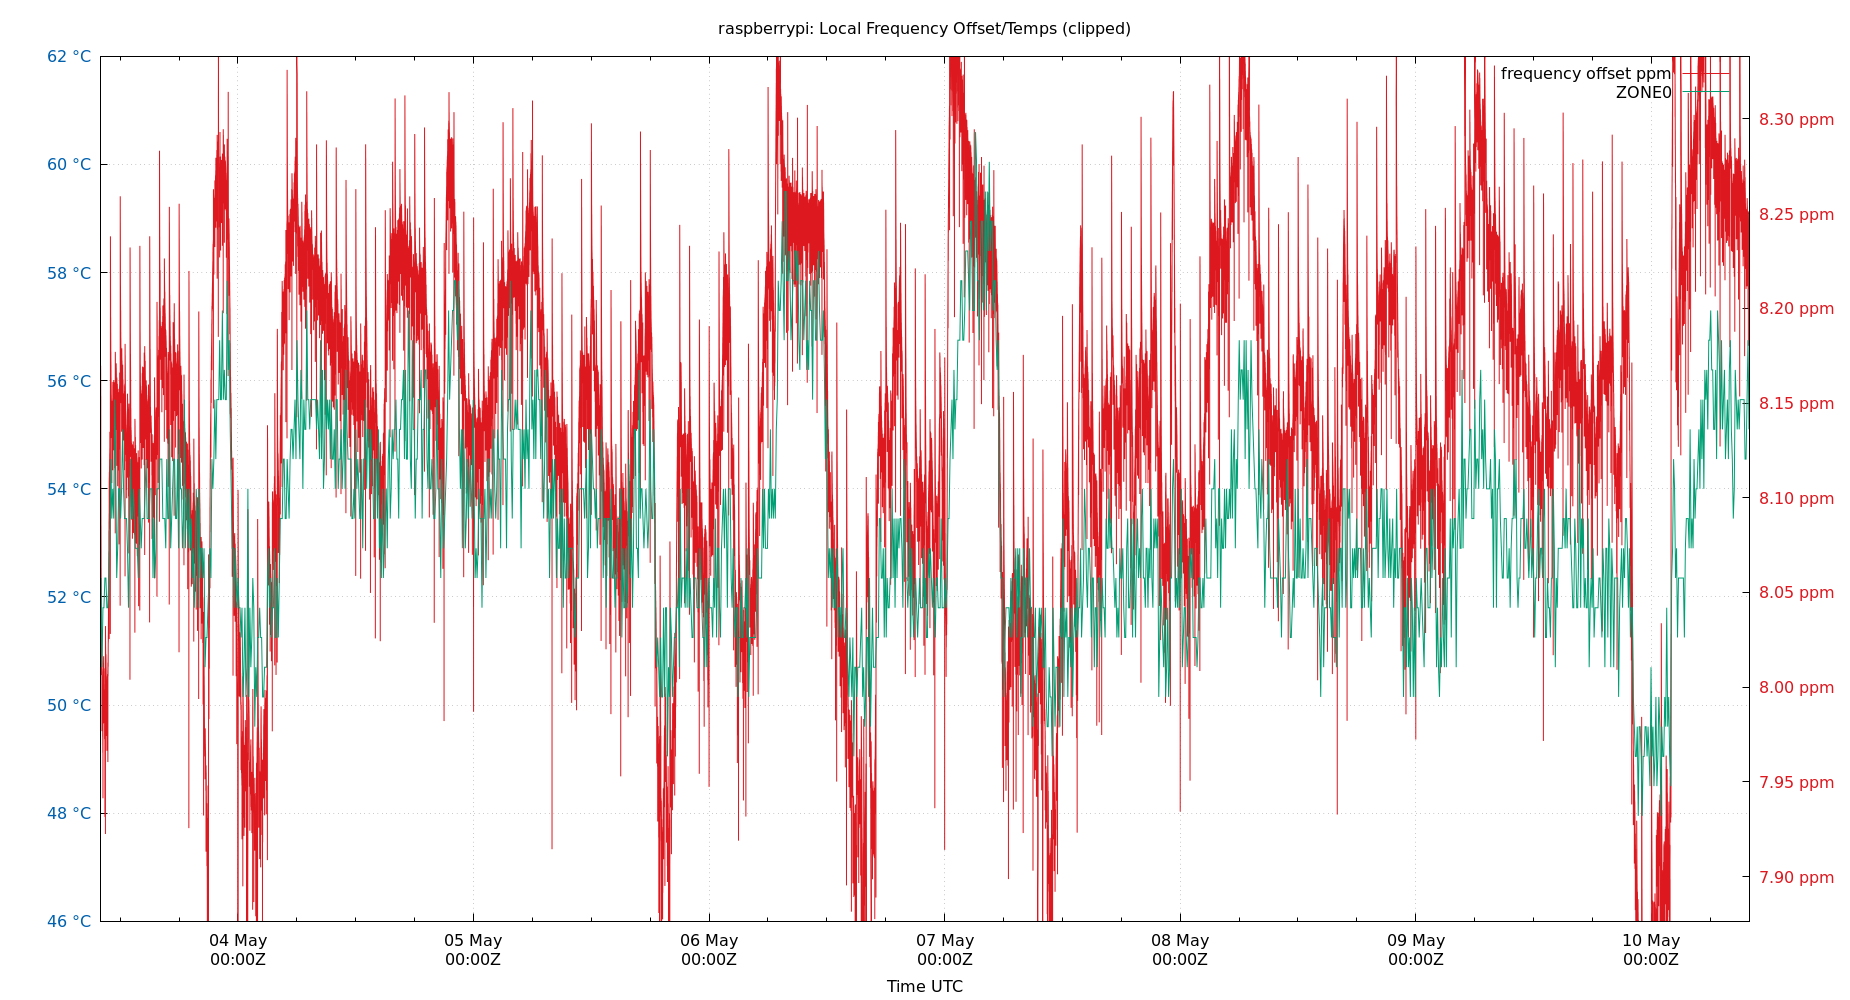 raspberrypi: Local Frequency Offset/Temps (clipped)
62 °C
60 °C
58 °C
56 °C
54 °C
52 °C
50 °C
48 °C
46 °C
frequency offset ppm
ZONE0
8.30 ppm
8.25 ppm
8.20 ppm
8.15 ppm
8.10 ppm
8.05 ppm
8.00 ppm
7.95 ppm
7.90 ppm
04 May 05 May 06 May 07 May 08 May 09 May 10 May
00:00Z 00:00Z 00:00Z 00:00Z 00:00Z 00:00Z 00:00Z
Time UTC